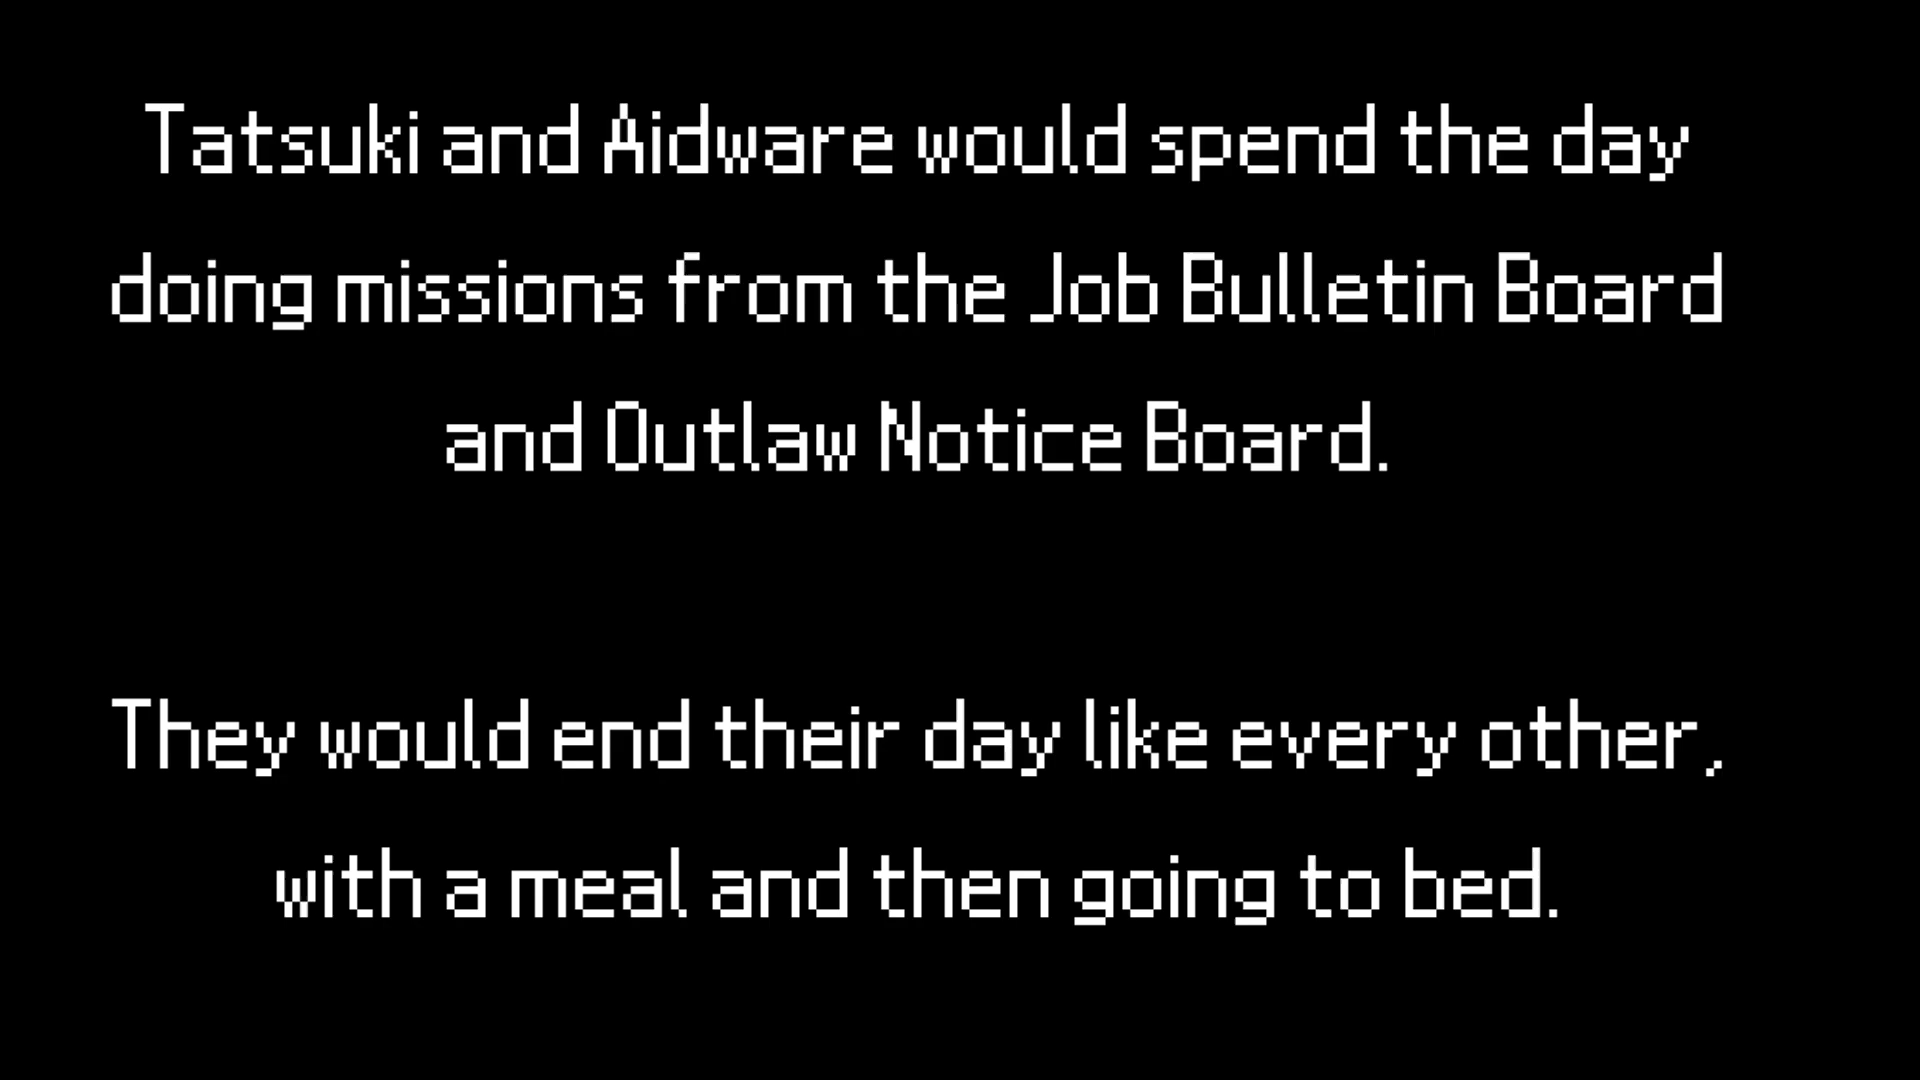 Tatsuki and Aidware would spend the day
doing missions from the Job Bulletin Board
and Outlaw Notice Board.
They would end their day like every other,
with a meal and then going to bed.